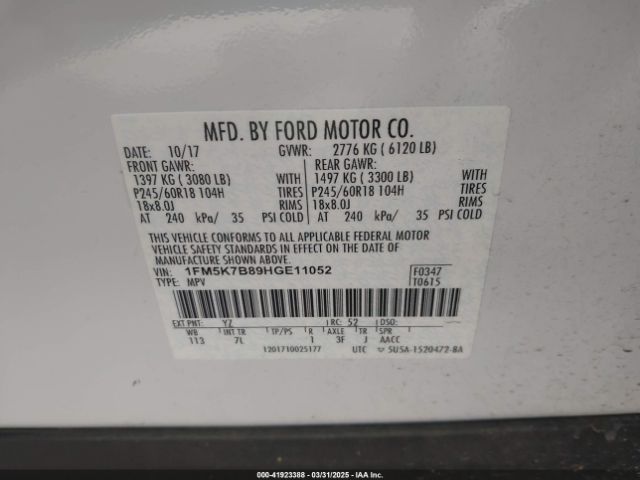 MFD. BY FORD MOTOR CO.
DATE: 10/17 GVWR: 2776 KG ( 6120 LB)
FRONT GAWR: REAR GAWR:
1397 KG ( 3080 LB) WITH 1497 KG ( 3300 LB) WITH
P245/60R18 104H TIRES P245/60R18 104H TIRES
18x8.0J RIMS 18x8.0J RIMS
AT 240 kPa/ 35 PSI COLD AT 240 kPa/ 35 PSI COLD
THIS VEHICLE CONFORMS TO ALL APPLICABLE FEDERAL MOTOR
VEHICLE SAFETY STANDARDS IN EFFECT ON THE DATE OF
MANUFACTURE SHOWN ABOVE.
VIN: 1FM5K7B89HGE11052 F0347
TYPE: MPV T0615
EXT PNT: YZ RC: 52 DSO:
WB INT TR TP/PS R AXLE TR SPR
113 7L 1 3F J AACC
1201710025177 UTC 5U5A-1520472-BA
000-41923388 - 03/31/2025 - IAAI.com